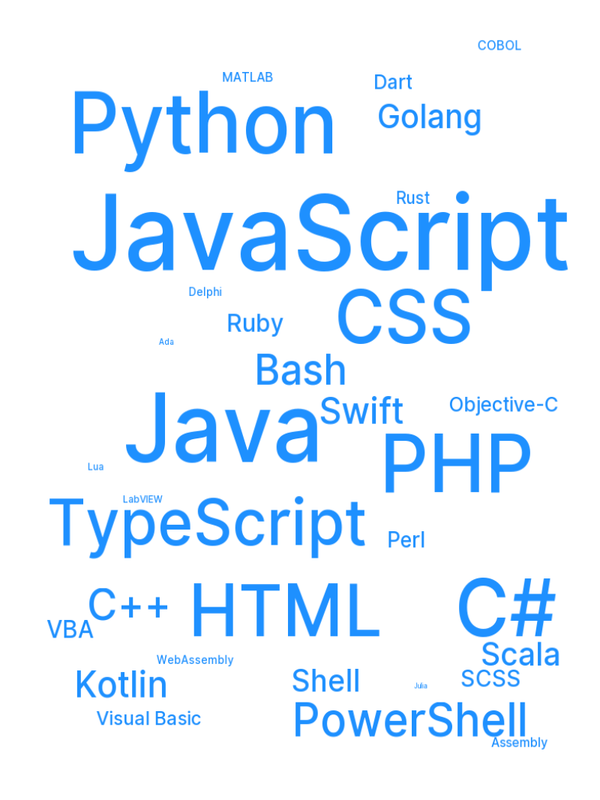 COBOL
MATLAB
Dart
Python
Golang
Rust
JavaScript
Delphi
CSS
Ruby
Ada
Bash
Swift
Objective-C
Java
PHP
Lua
LabVIEW
TypeScript
Perl
C++
HTML
C#
VBA
Scala
WebAssembly
Kotlin
Shell
SCSS
Julia
Visual Basic
PowerShell
Assembly